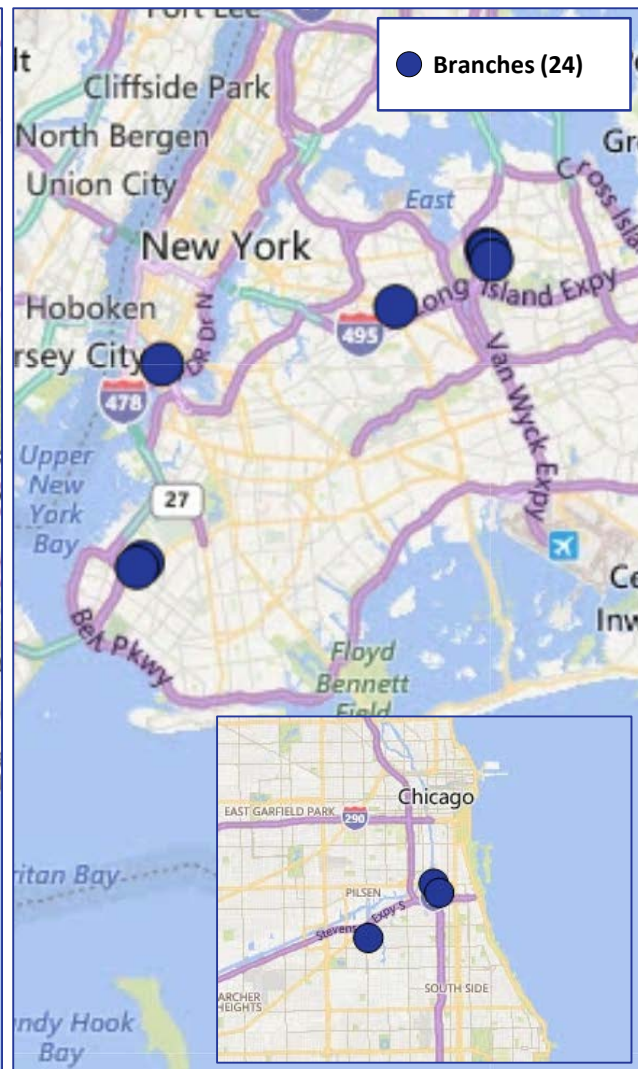 Fort Lee
Branches (24)
Cliffside Park
North Bergen
Union City
Cross Isla
East
New York
Long Island Expy
Hoboken
DR Dr N
495
rsey City
478
Van Wyck Expy
Upper
New
York
Bay
27
Ce
Inw
Belt Pkwy
Floyd
Bennett
Field
Chicago
EAST GARFIELD PARK
290
PILSEN
Expy S
SOUTH SIDE
ARCHER
HEIGHTS
ritan Bay
ndy Hook
Bay